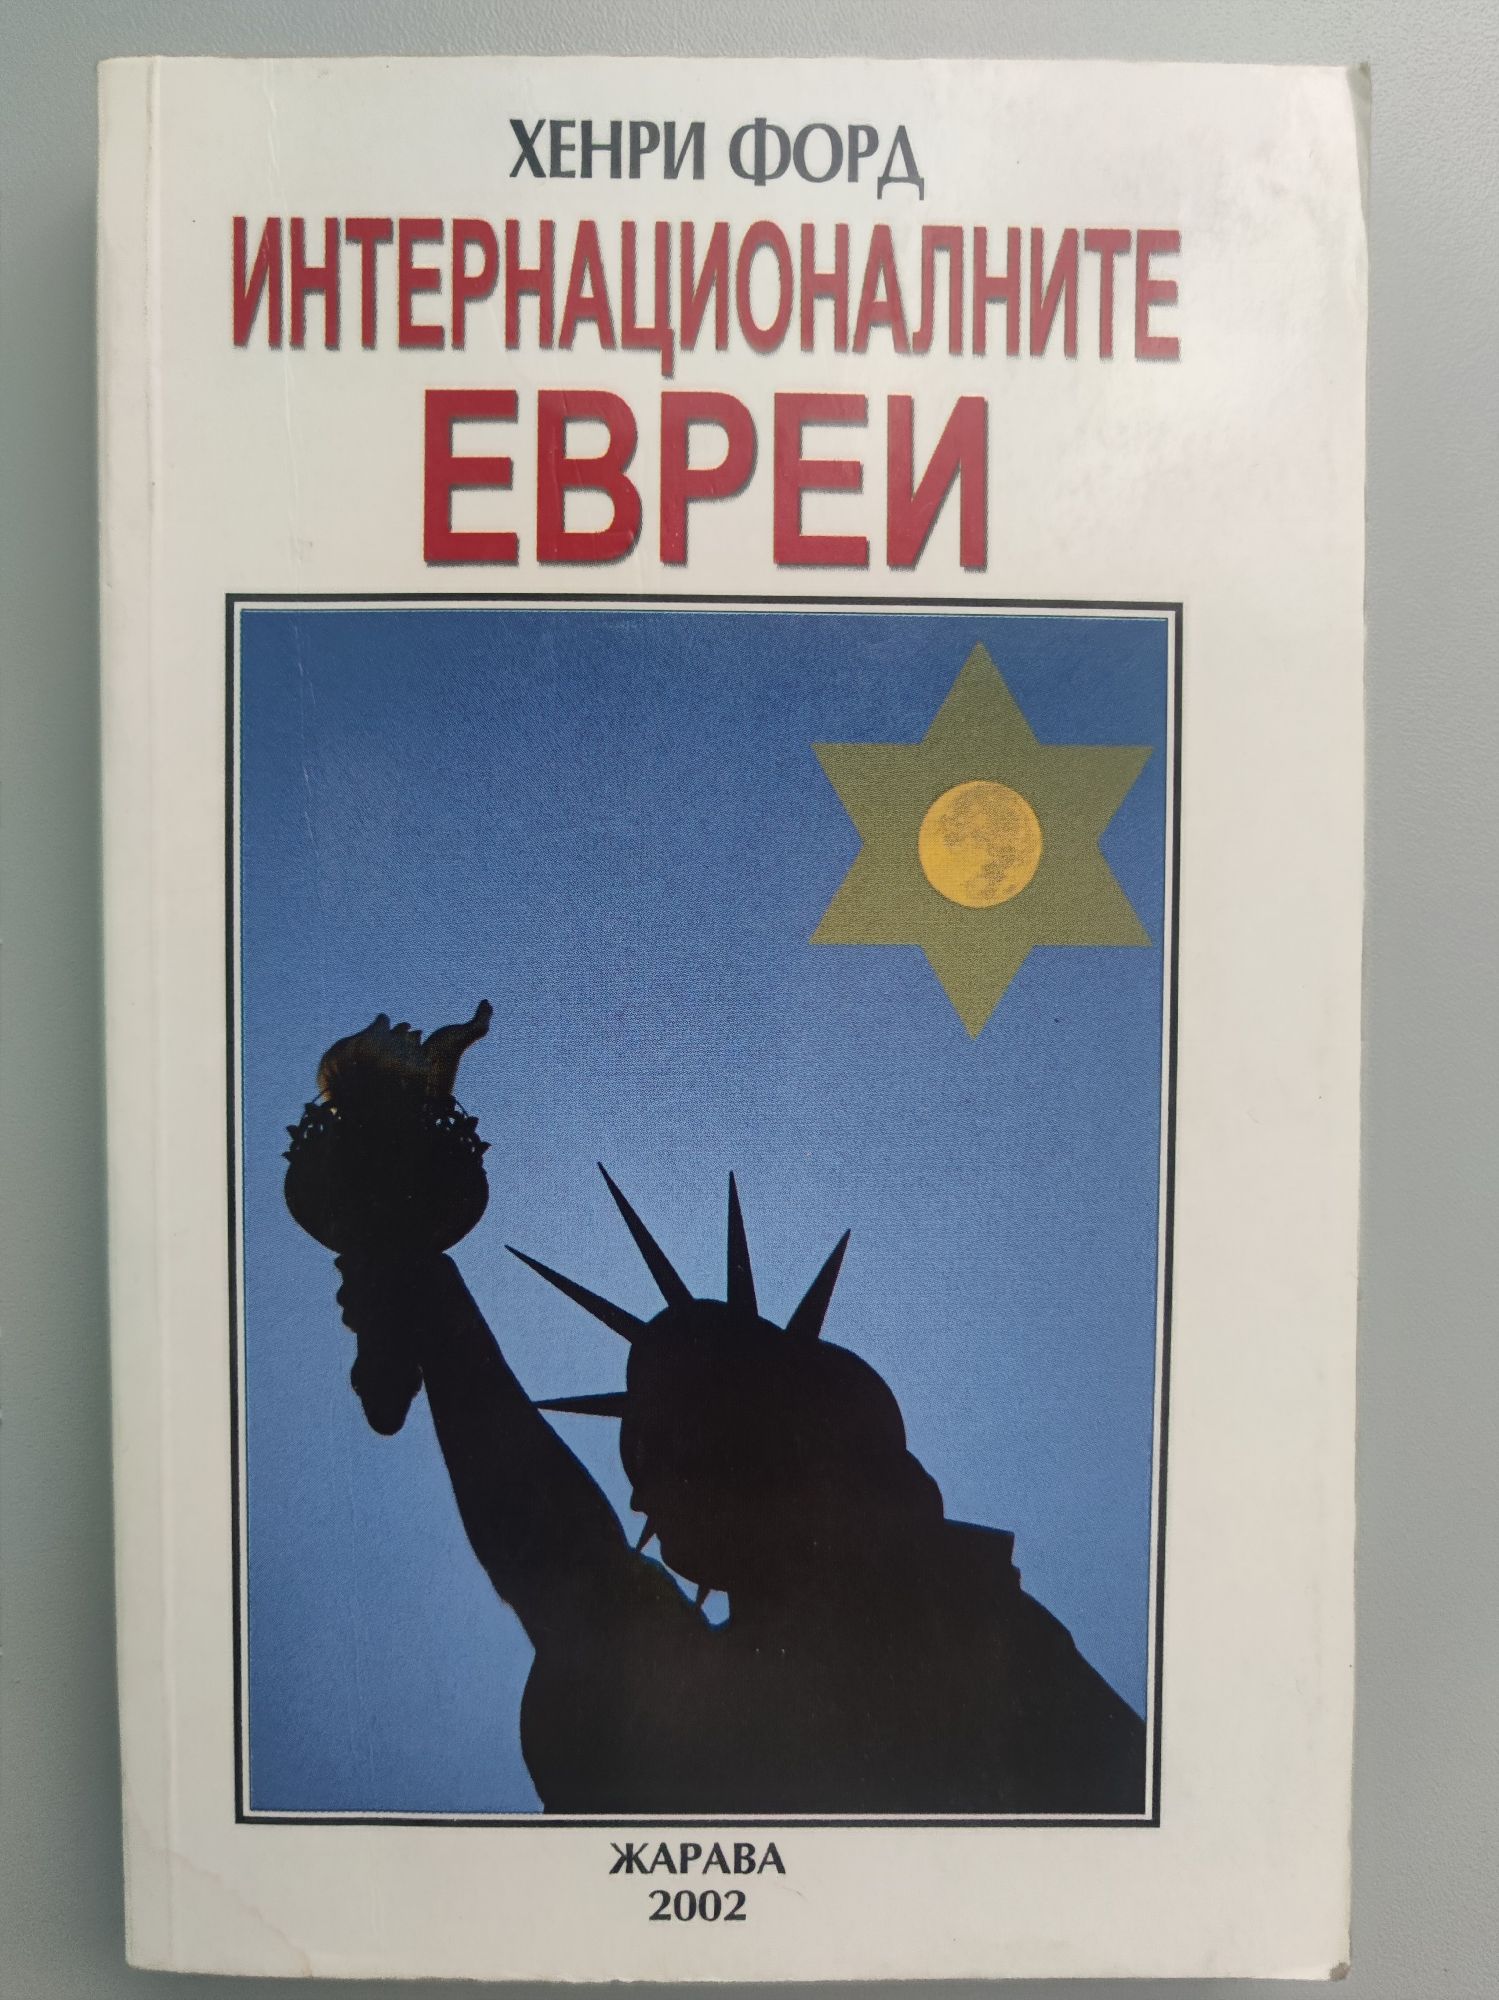 ХЕНРИ ФОРД
ИНТЕРНАЦИОНАЛНИТЕ
ЕВРЕИ
ЖАРАВА
2002